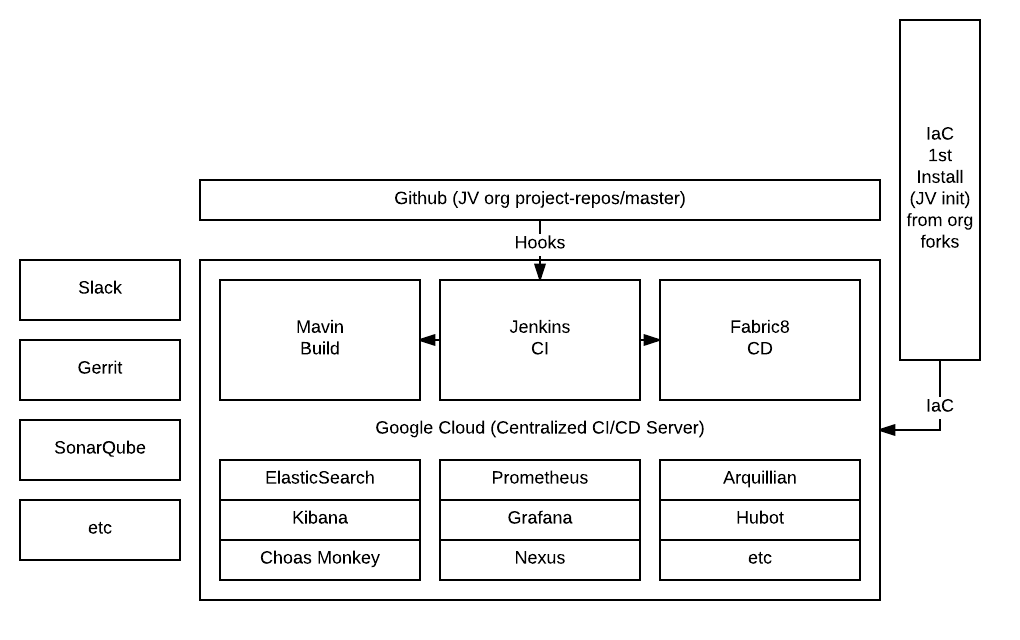 IaC
1st
Install
(JV init)
from org
forks
Github (JV org project-repos/master)
Hooks
Slack
Gerrit
SonarQube
etc
Mavin
Build
Jenkins
CI
Fabric8
CD
IaC
Google Cloud (Centralized CI/CD Server)
ElasticSearch
Kibana
Choas Monkey
Prometheus
Grafana
Nexus
Arquillian
Hubot
etc